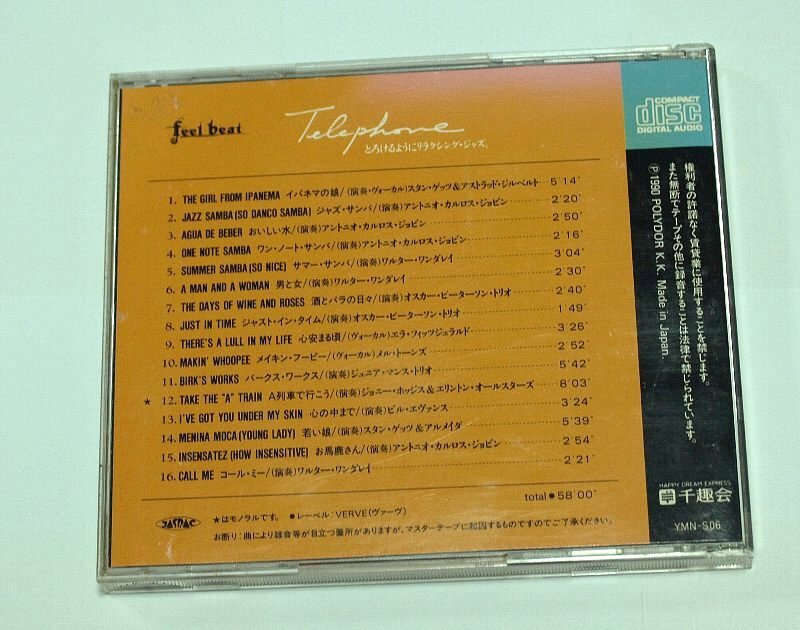 feel beat
Telephone
とろけるようにリラクシング・ジャズ。
1. THE GIRL FROM IPANEMA イパネマの娘/(演奏・ヴォーカル)スタン・ゲッツ&アストラッド・ジルベルト 5'14"
2. JAZZ SAMBA (SO DANCO SAMBA) ジャズ・サンバ/(演奏)アントニオ・カルロス・ジョビン 2'20"
3. AGUA DE BEBER おいしい水/(演奏)アントニオ・カルロス・ジョビン 2'50"
4. ONE NOTE SAMBA ワン・ノート・サンバ/(演奏)アントニオ・カルロス・ジョビン 2'16"
5. SUMMER SAMBA (SO NICE) サマー・サンバ/(演奏)ワルター・ワンダレイ 3'04"
6. A MAN AND A WOMAN 男と女/(演奏)ワルター・ワンダレイ 2'30"
7. THE DAYS OF WINE AND ROSES 酒とバラの日々/(演奏)オスカー・ピーターソン・トリオ 2'40"
8. JUST IN TIME ジャスト・イン・タイム/(演奏)オスカー・ピーターソン・トリオ 1'49"
9. THERE'S A LULL IN MY LIFE 心安まる頃/(ヴォーカル)エラ・フィッツジェラルド 3'26"
10. MAKIN' WHOOPEE メイキン・フーピー/(ヴォーカル)メル・トーンズ 2'52"
11. BIRK'S WORKS バークス・ワークス/(演奏)ジュニア・マンス・トリオ 5'42"
★ 12. TAKE THE "A" TRAIN A列車で行こう/(演奏)ジョニー・ホッジス&エリントン・オールスターズ 8'03"
13. I'VE GOT YOU UNDER MY SKIN 心の中まで/(演奏)ビル・エヴァンス 3'24"
14. MENINA MOCA (YOUNG LADY) 若い娘/(演奏)スタン・ゲッツ&アルメイダ 5'39"
15. INSENSATEZ (HOW INSENSITIVE) お馬鹿さん/(演奏)アントニオ・カルロス・ジョビン 2'54"
16. CALL ME コール・ミー/(演奏)ワルター・ワンダレイ 2'21"
total●58'00"
JASRAC
★はモノラルです。 ●レーベル:VERVE(ヴァーヴ)
お断り:曲により雑音等が目立つ箇所がありますが、マスターテープに起因するものですのでご了承ください。
COMPACT
disc
DIGITAL AUDIO
権利者の許諾なく賃貸業に使用することを禁じます。
また無断でテープその他に録音することは法律で禁じられています。
Ⓟ 1990 POLYDOR K.K. Made in Japan.
HAPPY DREAM EXPRESS
千趣会
YMN-S06